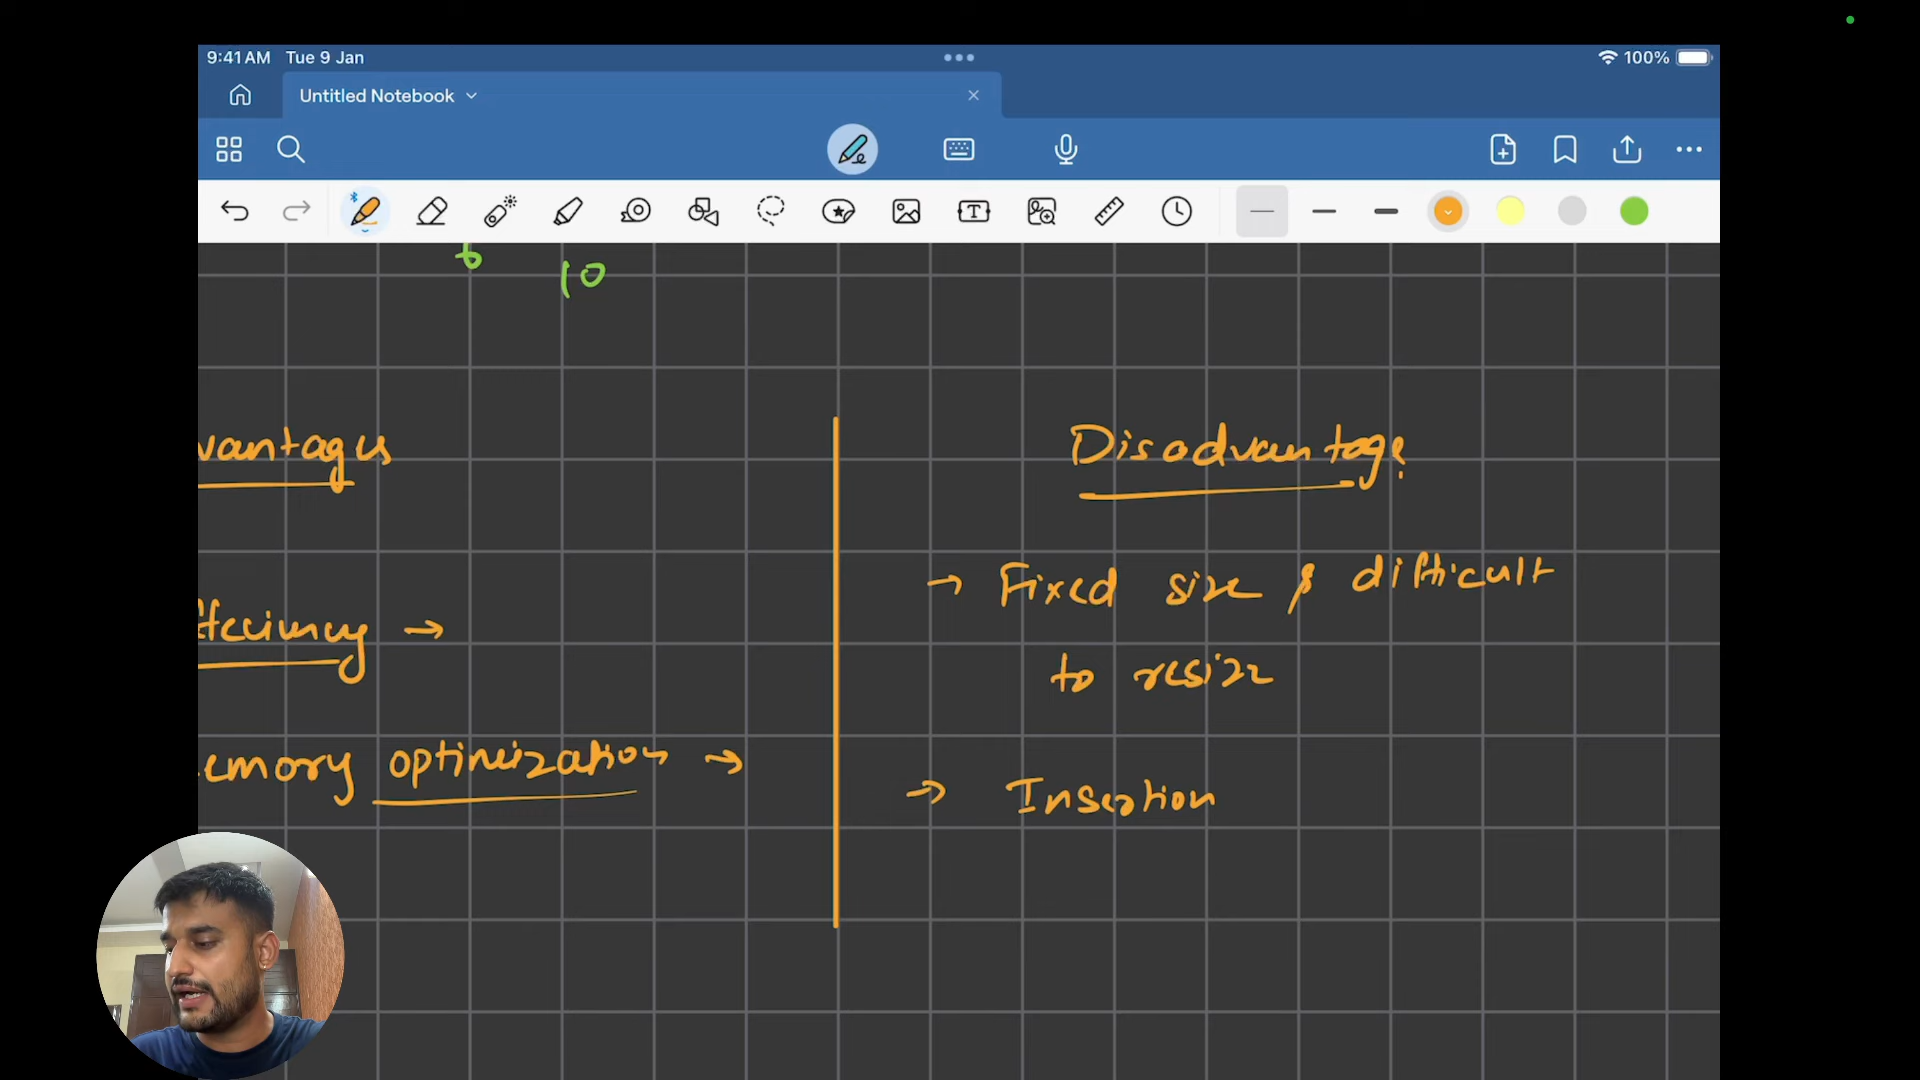 9:41 AM Tue 9 Jan
100%
Untitled Notebook
10
vantages
Disadvantage
→ Fixed size & difficult
to resize
fficiency →
emory optimization →
→ Insertion